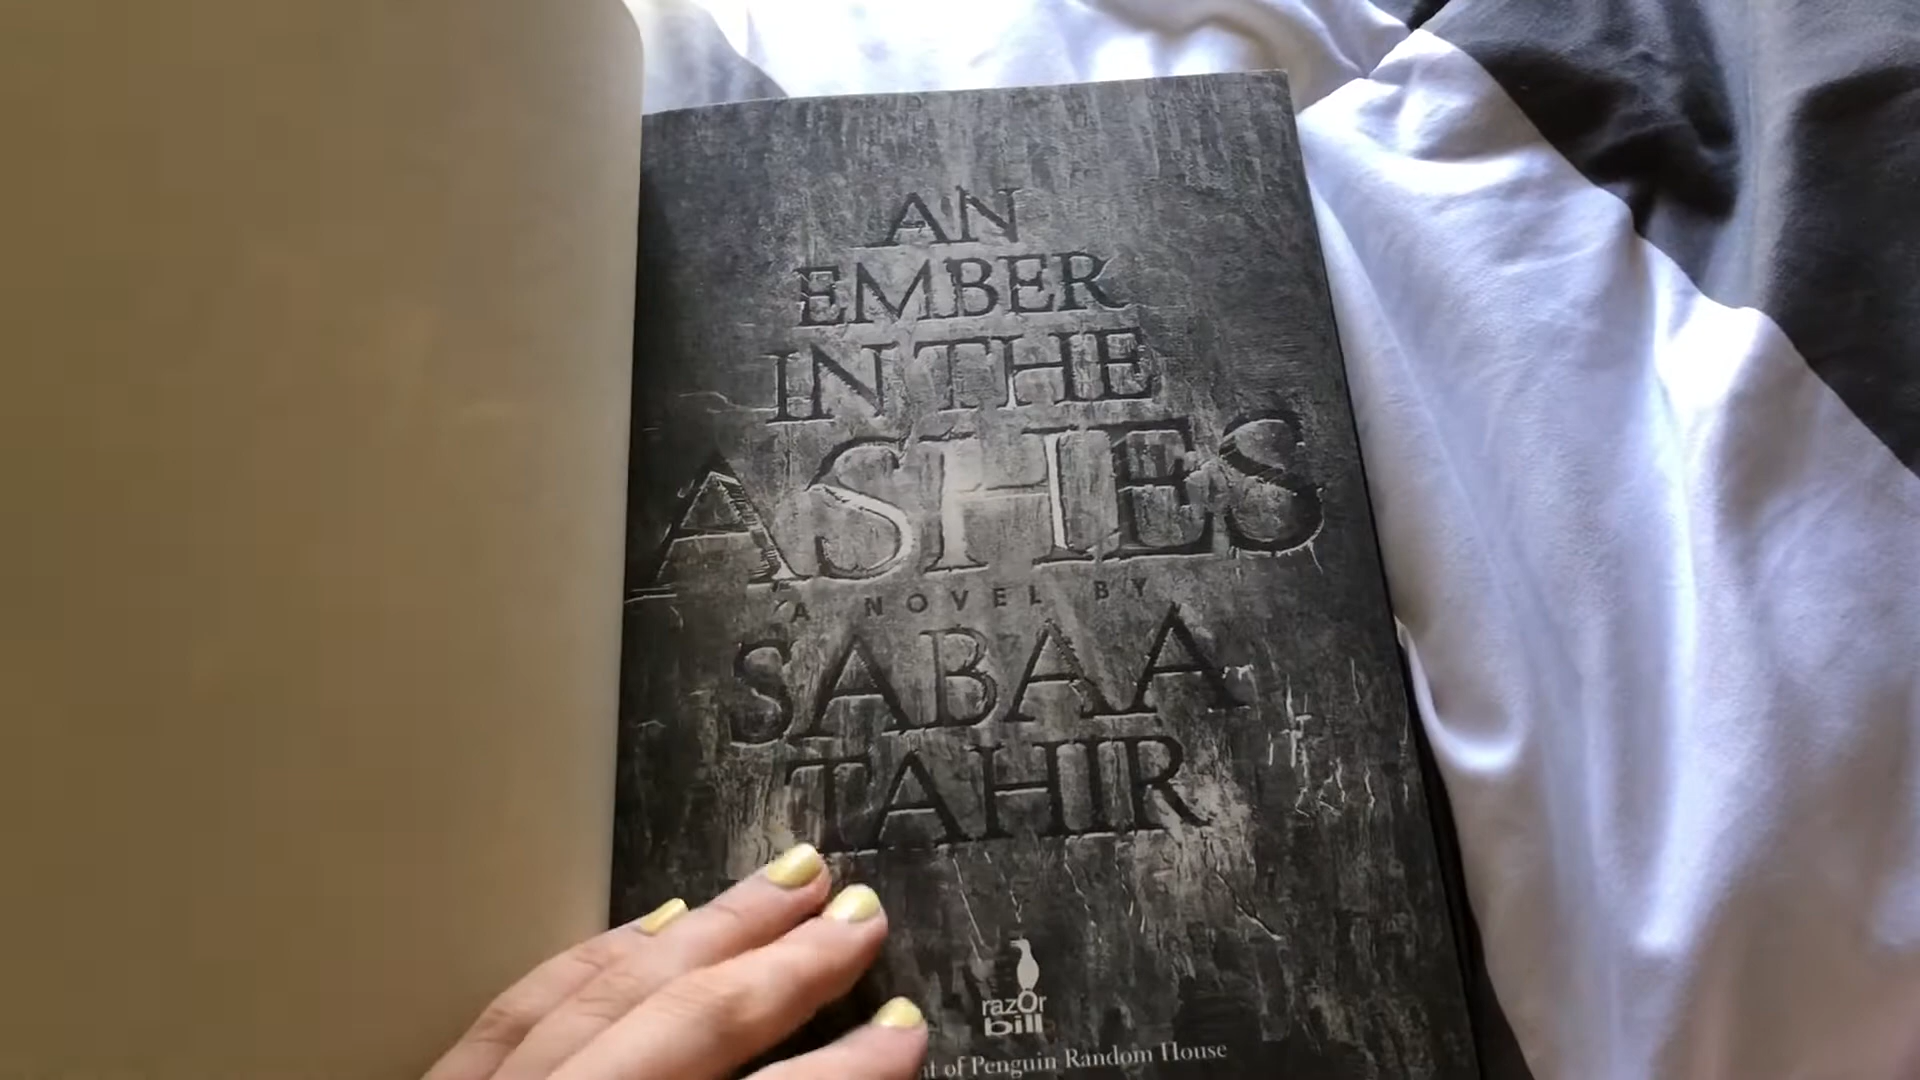 AN
EMBER
IN THE
ASHES
A NOVEL BY
SABAA
TAHIR
razOr
bill
of Penguin Random House